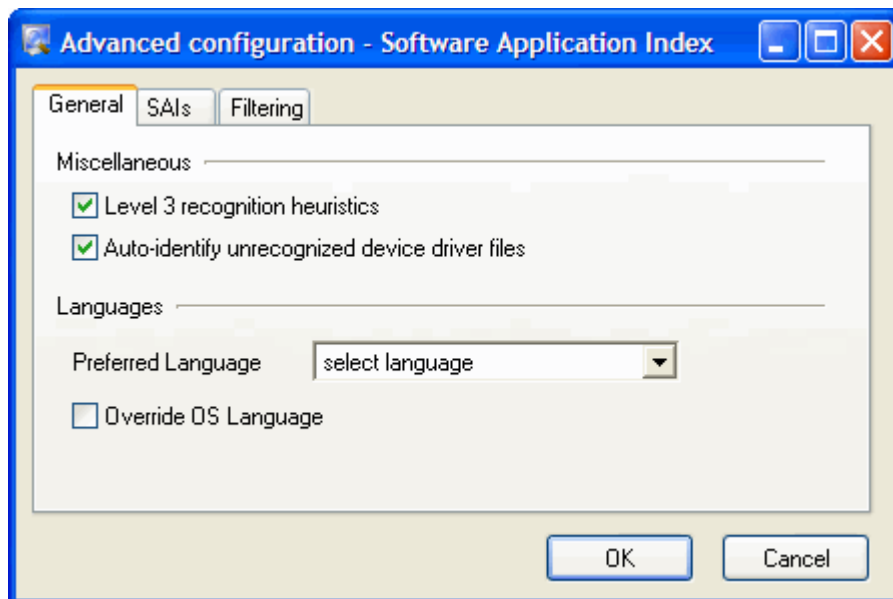 Advanced configuration - Software Application Index
General SAIs Filtering
Miscellaneous
Level 3 recognition heuristics
Auto-identify unrecognized device driver files
Languages
Preferred Language select language
Override OS Language
OK Cancel